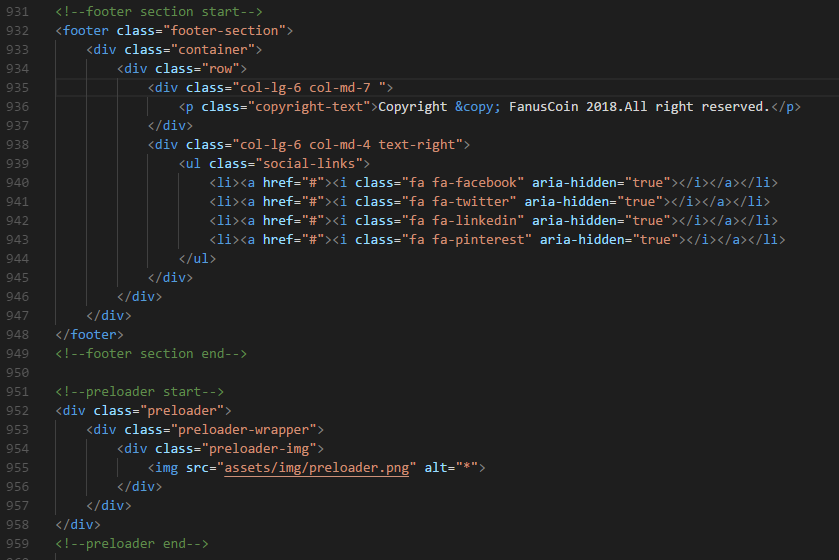 931 <!--footer section start-->
932 <footer class="footer-section">
933     <div class="container">
934         <div class="row">
935             <div class="col-lg-6 col-md-7 ">
936                 <p class="copyright-text">Copyright &copy; FanusCoin 2018.All right reserved.</p>
937             </div>
938             <div class="col-lg-6 col-md-4 text-right">
939                 <ul class="social-links">
940                     <li><a href="#"><i class="fa fa-facebook" aria-hidden="true"></i></a></li>
941                     <li><a href="#"><i class="fa fa-twitter" aria-hidden="true"></i></a></li>
942                     <li><a href="#"><i class="fa fa-linkedin" aria-hidden="true"></i></a></li>
943                     <li><a href="#"><i class="fa fa-pinterest" aria-hidden="true"></i></a></li>
944                 </ul>
945             </div>
946         </div>
947     </div>
948 </footer>
949 <!--footer section end-->
950
951 <!--preloader start-->
952 <div class="preloader">
953     <div class="preloader-wrapper">
954         <div class="preloader-img">
955             <img src="assets/img/preloader.png" alt="*">
956         </div>
957     </div>
958 </div>
959 <!--preloader end-->